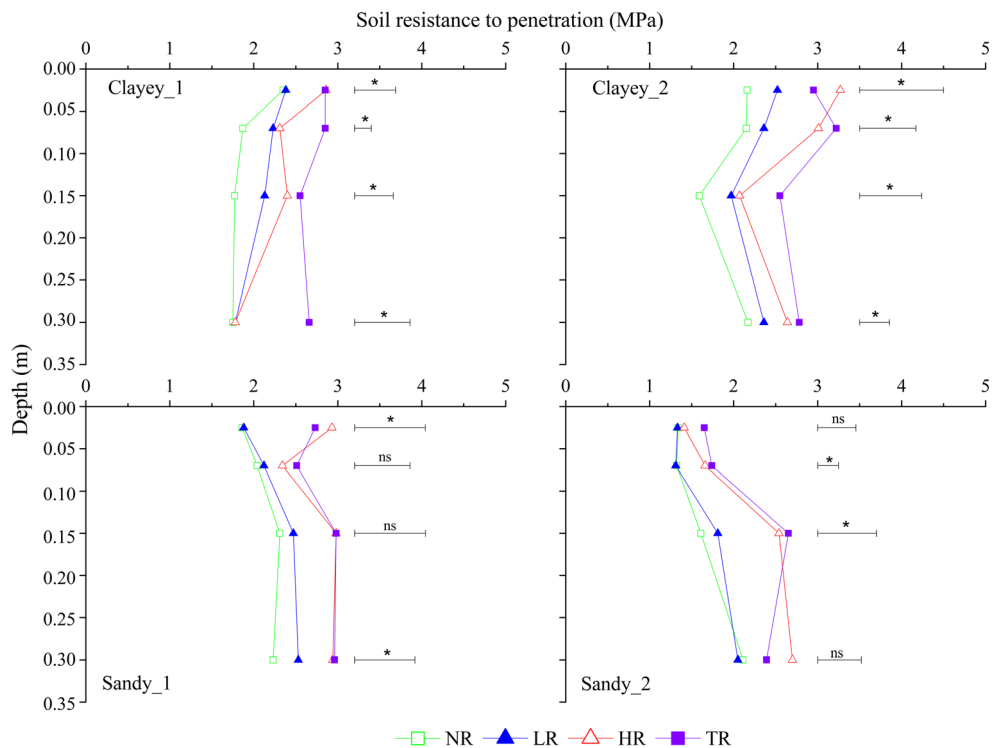 Soil resistance to penetration (MPa)
0 1 2 3 4 5 0 1 2 3 4 5
0.00
Clayey_1 * Clayey_2 *
0.05
* *
0.10
0.15 * *
0.20
0.25
0.30 * *
0.35
Depth (m)
0 1 2 3 4 5 0 1 2 3 4 5
0.00
* ns
0.05
ns *
0.10
0.15 ns *
0.20
0.25
0.30 * ns
Sandy_1 Sandy_2
0.35
NR LR HR TR